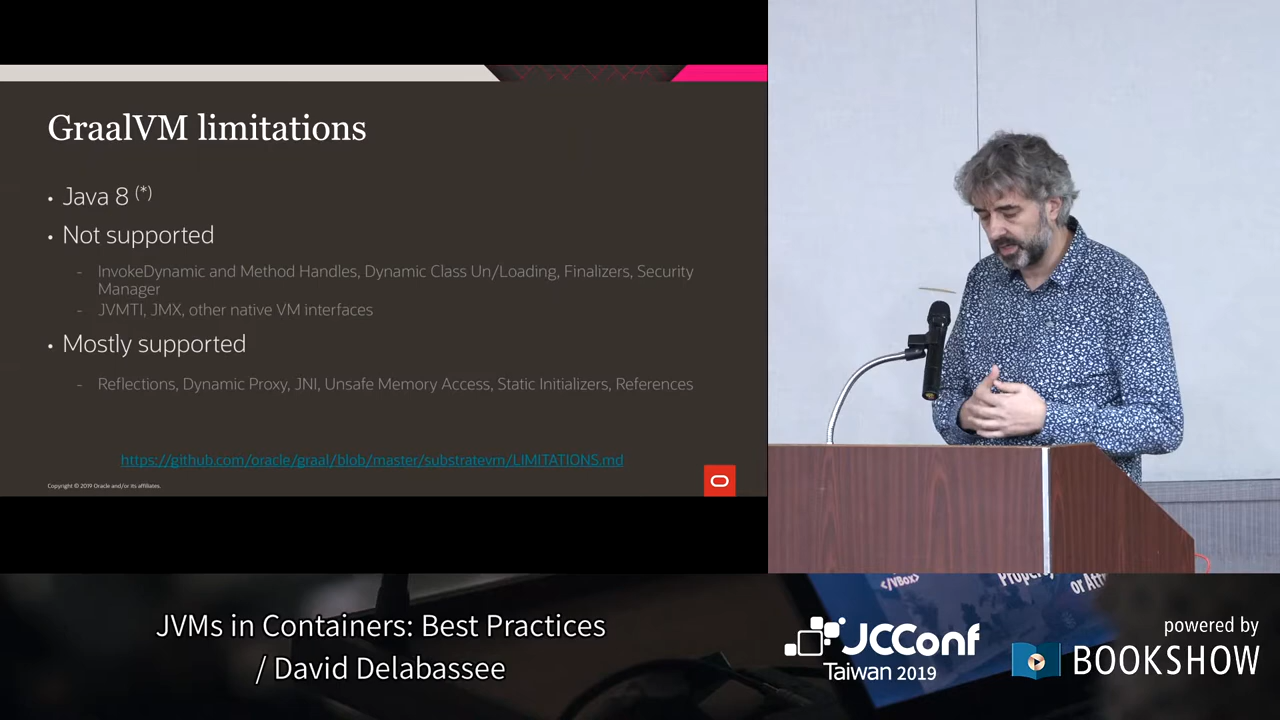 GraalVM limitations
• Java 8 (*)
• Not supported
- InvokeDynamic and Method Handles, Dynamic Class Un/Loading, Finalizers, Security
Manager
- JVMTI, JMX, other native VM interfaces
• Mostly supported
- Reflections, Dynamic Proxy, JNI, Unsafe Memory Access, Static Initializers, References
https://github.com/oracle/graal/blob/master/substratevm/LIMITATIONS.md
Copyright © 2019 Oracle and/or its affiliates.
</VBox>
or
JVMs in Containers: Best Practices
/ David Delabassee
JCConf
Taiwan 2019
powered by
BOOKSHOW